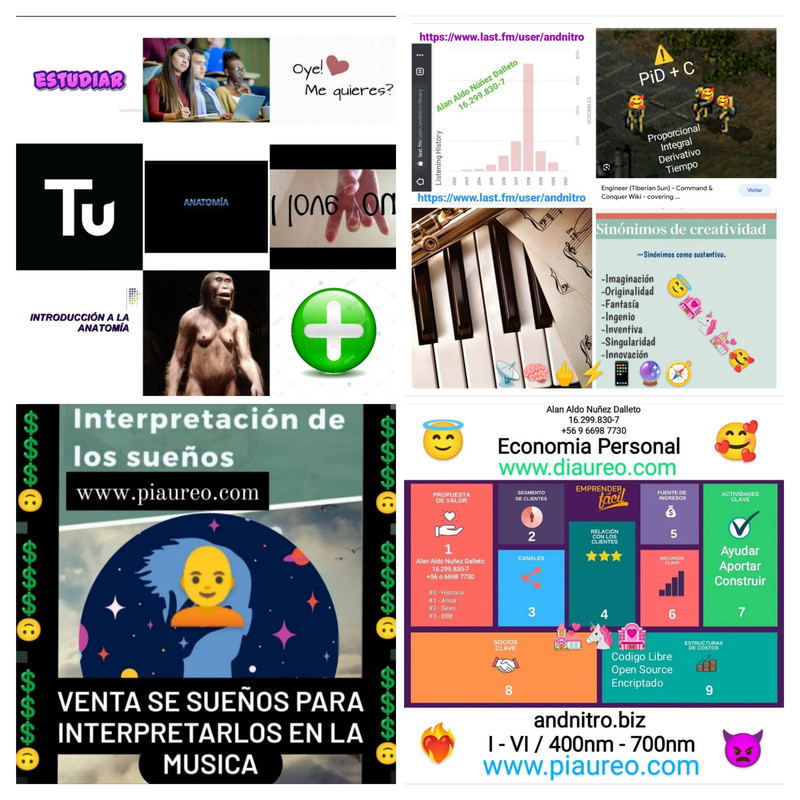 ESTUDIAR
Oye!
Me quieres?
Tu
ANATOMÍA
I love you
INTRODUCCIÓN A LA
ANATOMÍA
https://www.last.fm/user/andnitro
Alan Aldo Núñez Dalleto
16.299.830-7
Listening History
SCROBBLES
https://www.last.fm/user/andnitro
PiD + C
Proporcional
Integral
Derivativo
Tiempo
Engineer (Tiberian Sun) - Command &
Conquer Wiki - covering ...
Visitar
Sinónimos de creatividad
~Sinónimos como sustantivo.
-Imaginación
-Originalidad
-Fantasía
-Ingenio
-Inventiva
-Singularidad
-Innovación
Interpretación de
los sueños
www.piaureo.com
VENTA SE SUEÑOS PARA
INTERPRETARLOS EN LA
MUSICA
Alan Aldo Nuñez Dalleto
16.299.830-7
+56 9 6698 7730
Economia Personal
www.diaureo.com
PROPUESTA
DE VALOR
1
Alan Aldo Nuñez Dalleto
16.299.830-7
+56 o 6698 7730
#0 - Historia
#1 - Amor
#2 - Sexo
#3 - BBB
SEGMENTO
DE CLIENTES
2
CANALES
3
EMPRENDER
fácil
RELACIÓN
CON LOS
CLIENTES
4
FUENTE DE
INGRESOS
5
RECURSOS
CLAVE
6
ACTIVIDADES
CLAVE
Ayudar
Aportar
Construir
7
SOCIOS
CLAVE
8
ESTRUCTURAS
DE COSTOS
Codigo Libre
Open Source
Encriptado
9
andnitro.biz
I - VI / 400nm - 700nm
www.piaureo.com